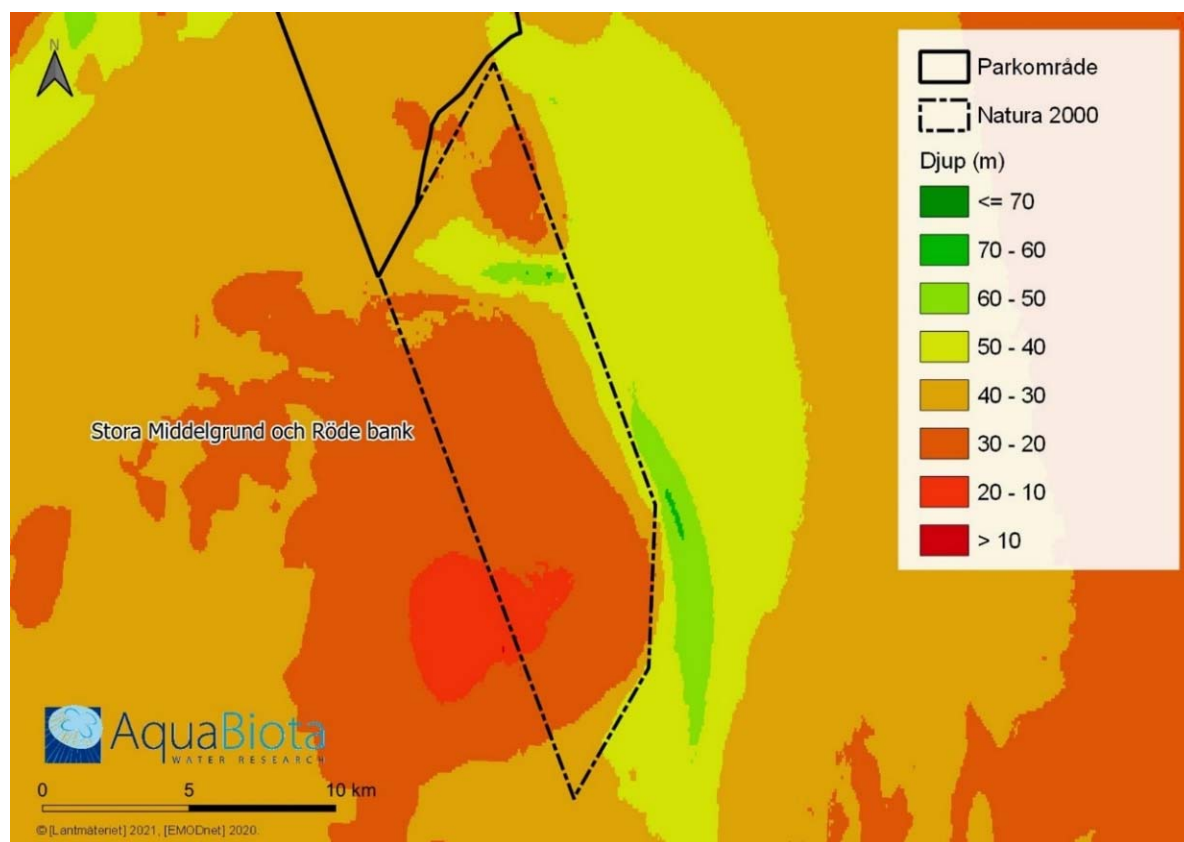 N
Parkområde
Natura 2000
Djup (m)
<= 70
70 - 60
60 - 50
50 - 40
40 - 30
30 - 20
20 - 10
> 10
Stora Middelgrund och Röde bank
AquaBiota
WATER RESEARCH
0 5 10 km
© [Lantmäteriet] 2021, [EMODnet] 2020.